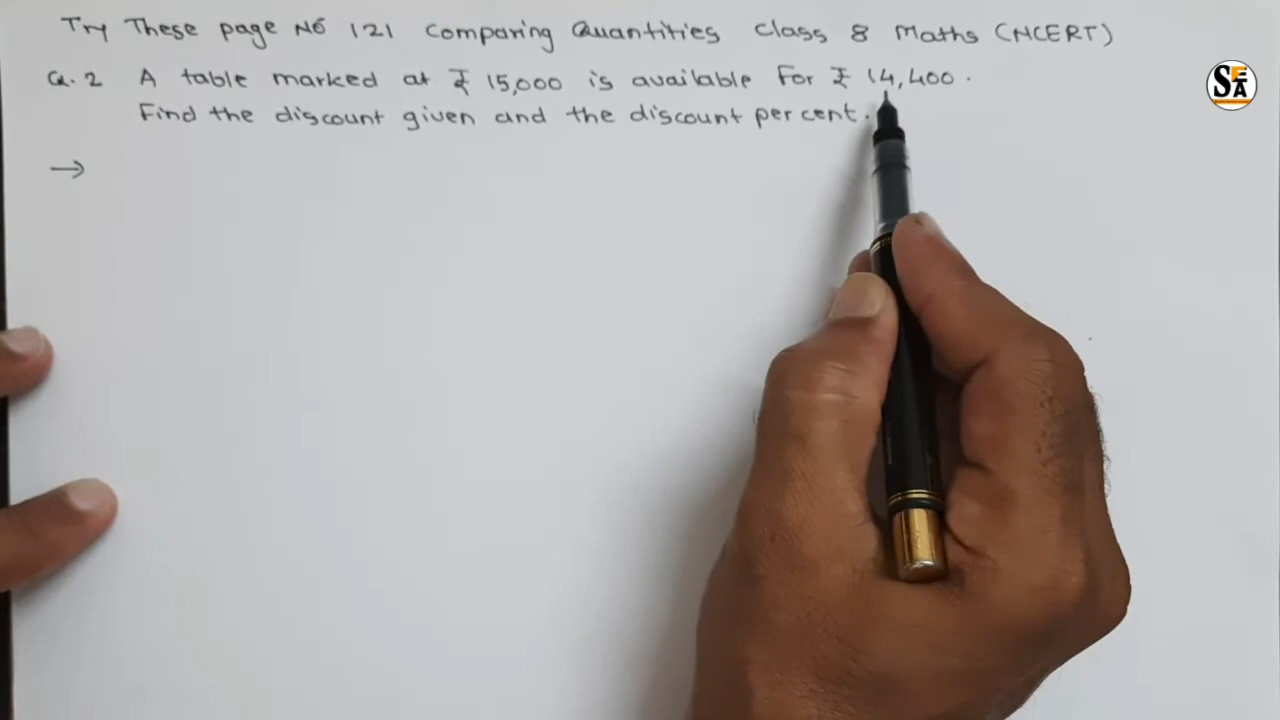 Try These page No 121 Comparing Quantities Class 8 Maths (NCERT)
Q. 2 A table marked at ₹ 15,000 is available for ₹ 14,400.
Find the discount given and the discount per cent.
→
SFTA